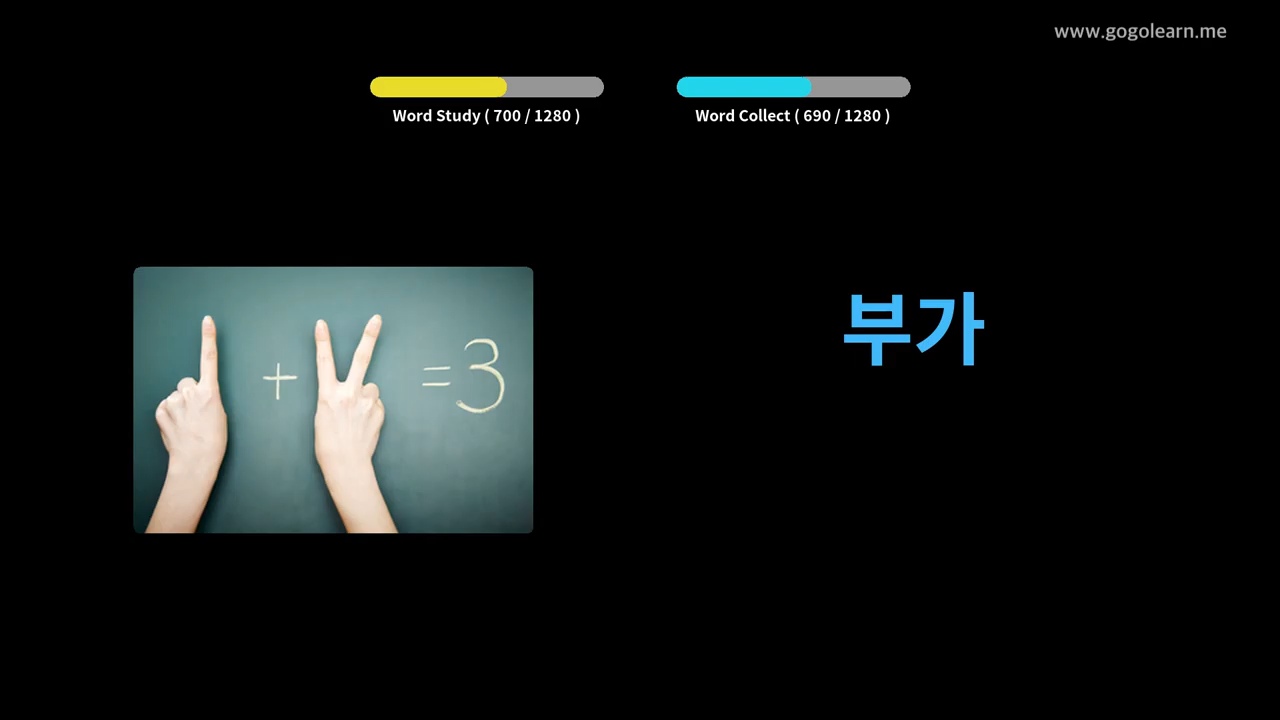 www.gogolearn.me
Word Study ( 700 / 1280 )
Word Collect ( 690 / 1280 )
부가
+ = 3